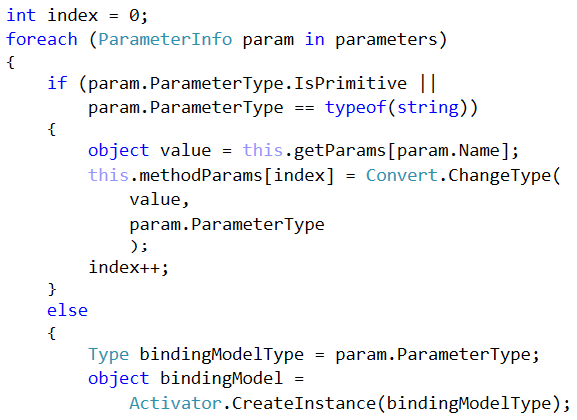 int index = 0;
foreach (ParameterInfo param in parameters)
{
    if (param.ParameterType.IsPrimitive ||
        param.ParameterType == typeof(string))
    {
        object value = this.getParams[param.Name];
        this.methodParams[index] = Convert.ChangeType(
            value,
            param.ParameterType
            );
        index++;
    }
    else
    {
        Type bindingModelType = param.ParameterType;
        object bindingModel =
            Activator.CreateInstance(bindingModelType);